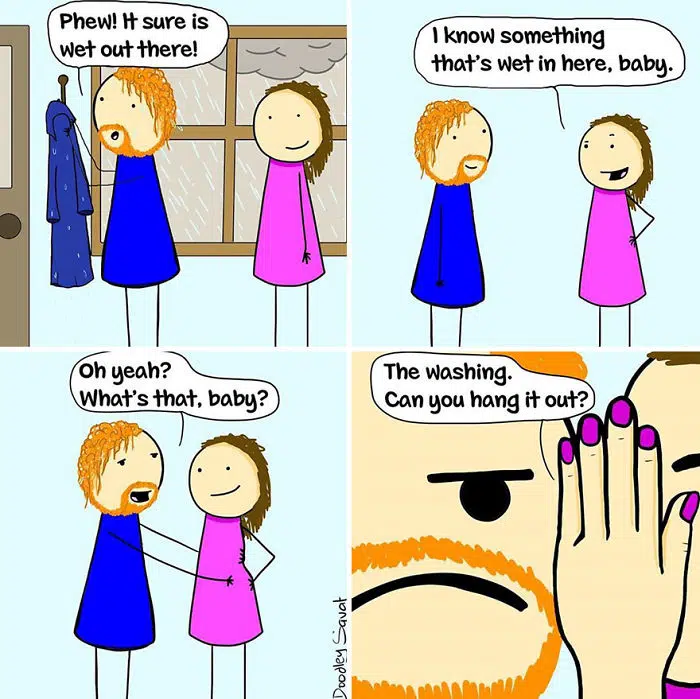 Phew! It sure is
wet out there!
I know something
that's wet in here, baby.
Oh yeah?
What's that, baby?
The washing.
Can you hang it out?
Doodley Savat